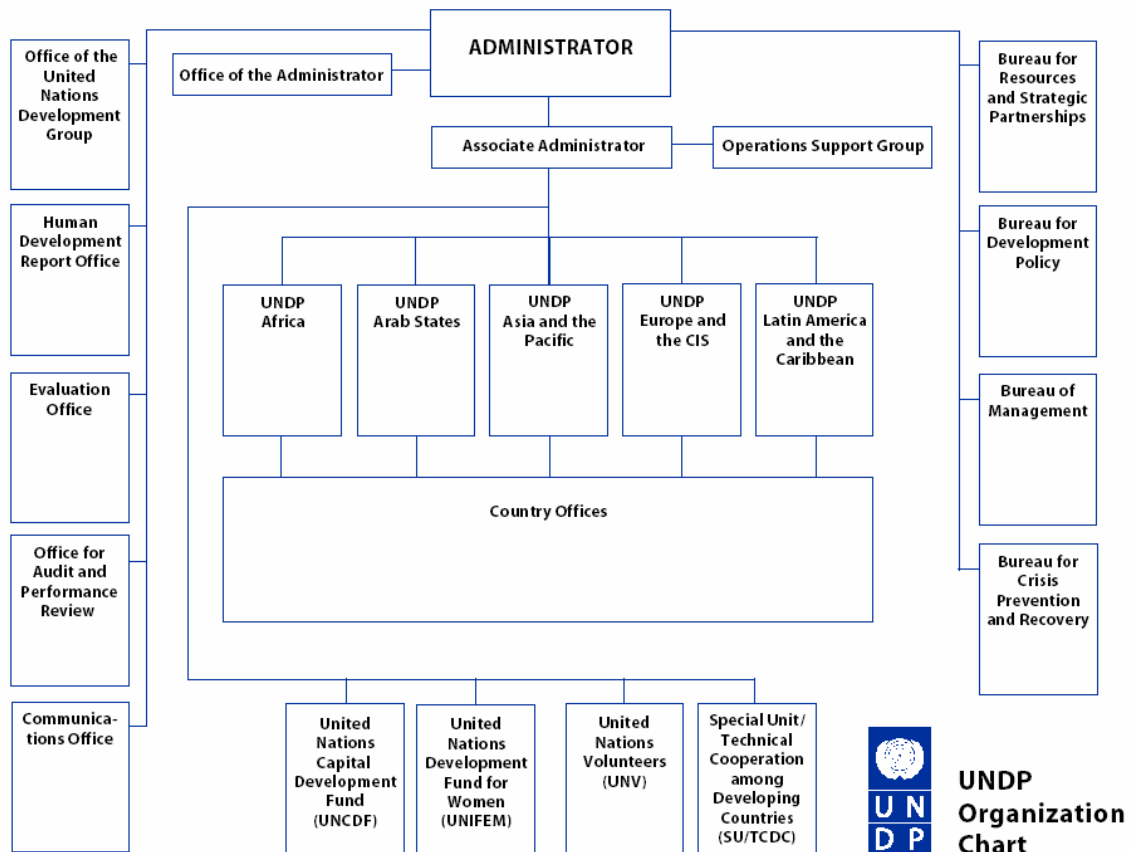 ADMINISTRATOR
Office of the Administrator
Associate Administrator
Operations Support Group
Office of the
United
Nations
Development
Group
Human
Development
Report Office
Evaluation
Office
Office for
Audit and
Performance
Review
Communica-
tions Office
UNDP
Africa
UNDP
Arab States
UNDP
Asia and the
Pacific
UNDP
Europe and
the CIS
UNDP
Latin America
and the
Caribbean
Country Offices
Bureau for
Resources
and Strategic
Partnerships
Bureau for
Development
Policy
Bureau of
Management
Bureau for
Crisis
Prevention
and Recovery
United
Nations
Capital
Development
Fund
(UNCDF)
United
Nations
Development
Fund for
Women
(UNIFEM)
United
Nations
Volunteers
(UNV)
Special Unit/
Technical
Cooperation
among
Developing
Countries
(SU/TCDC)
U N
D P
UNDP
Organization
Chart